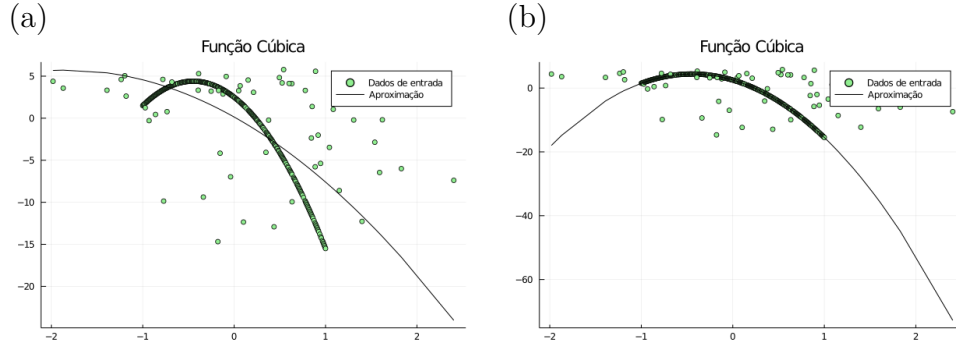 (a)
Função Cúbica
Dados de entrada
Aproximação
5
0
−5
−10
−15
−20
−2
−1
0
1
2
(b)
Função Cúbica
Dados de entrada
Aproximação
0
−20
−40
−60
−2
−1
0
1
2